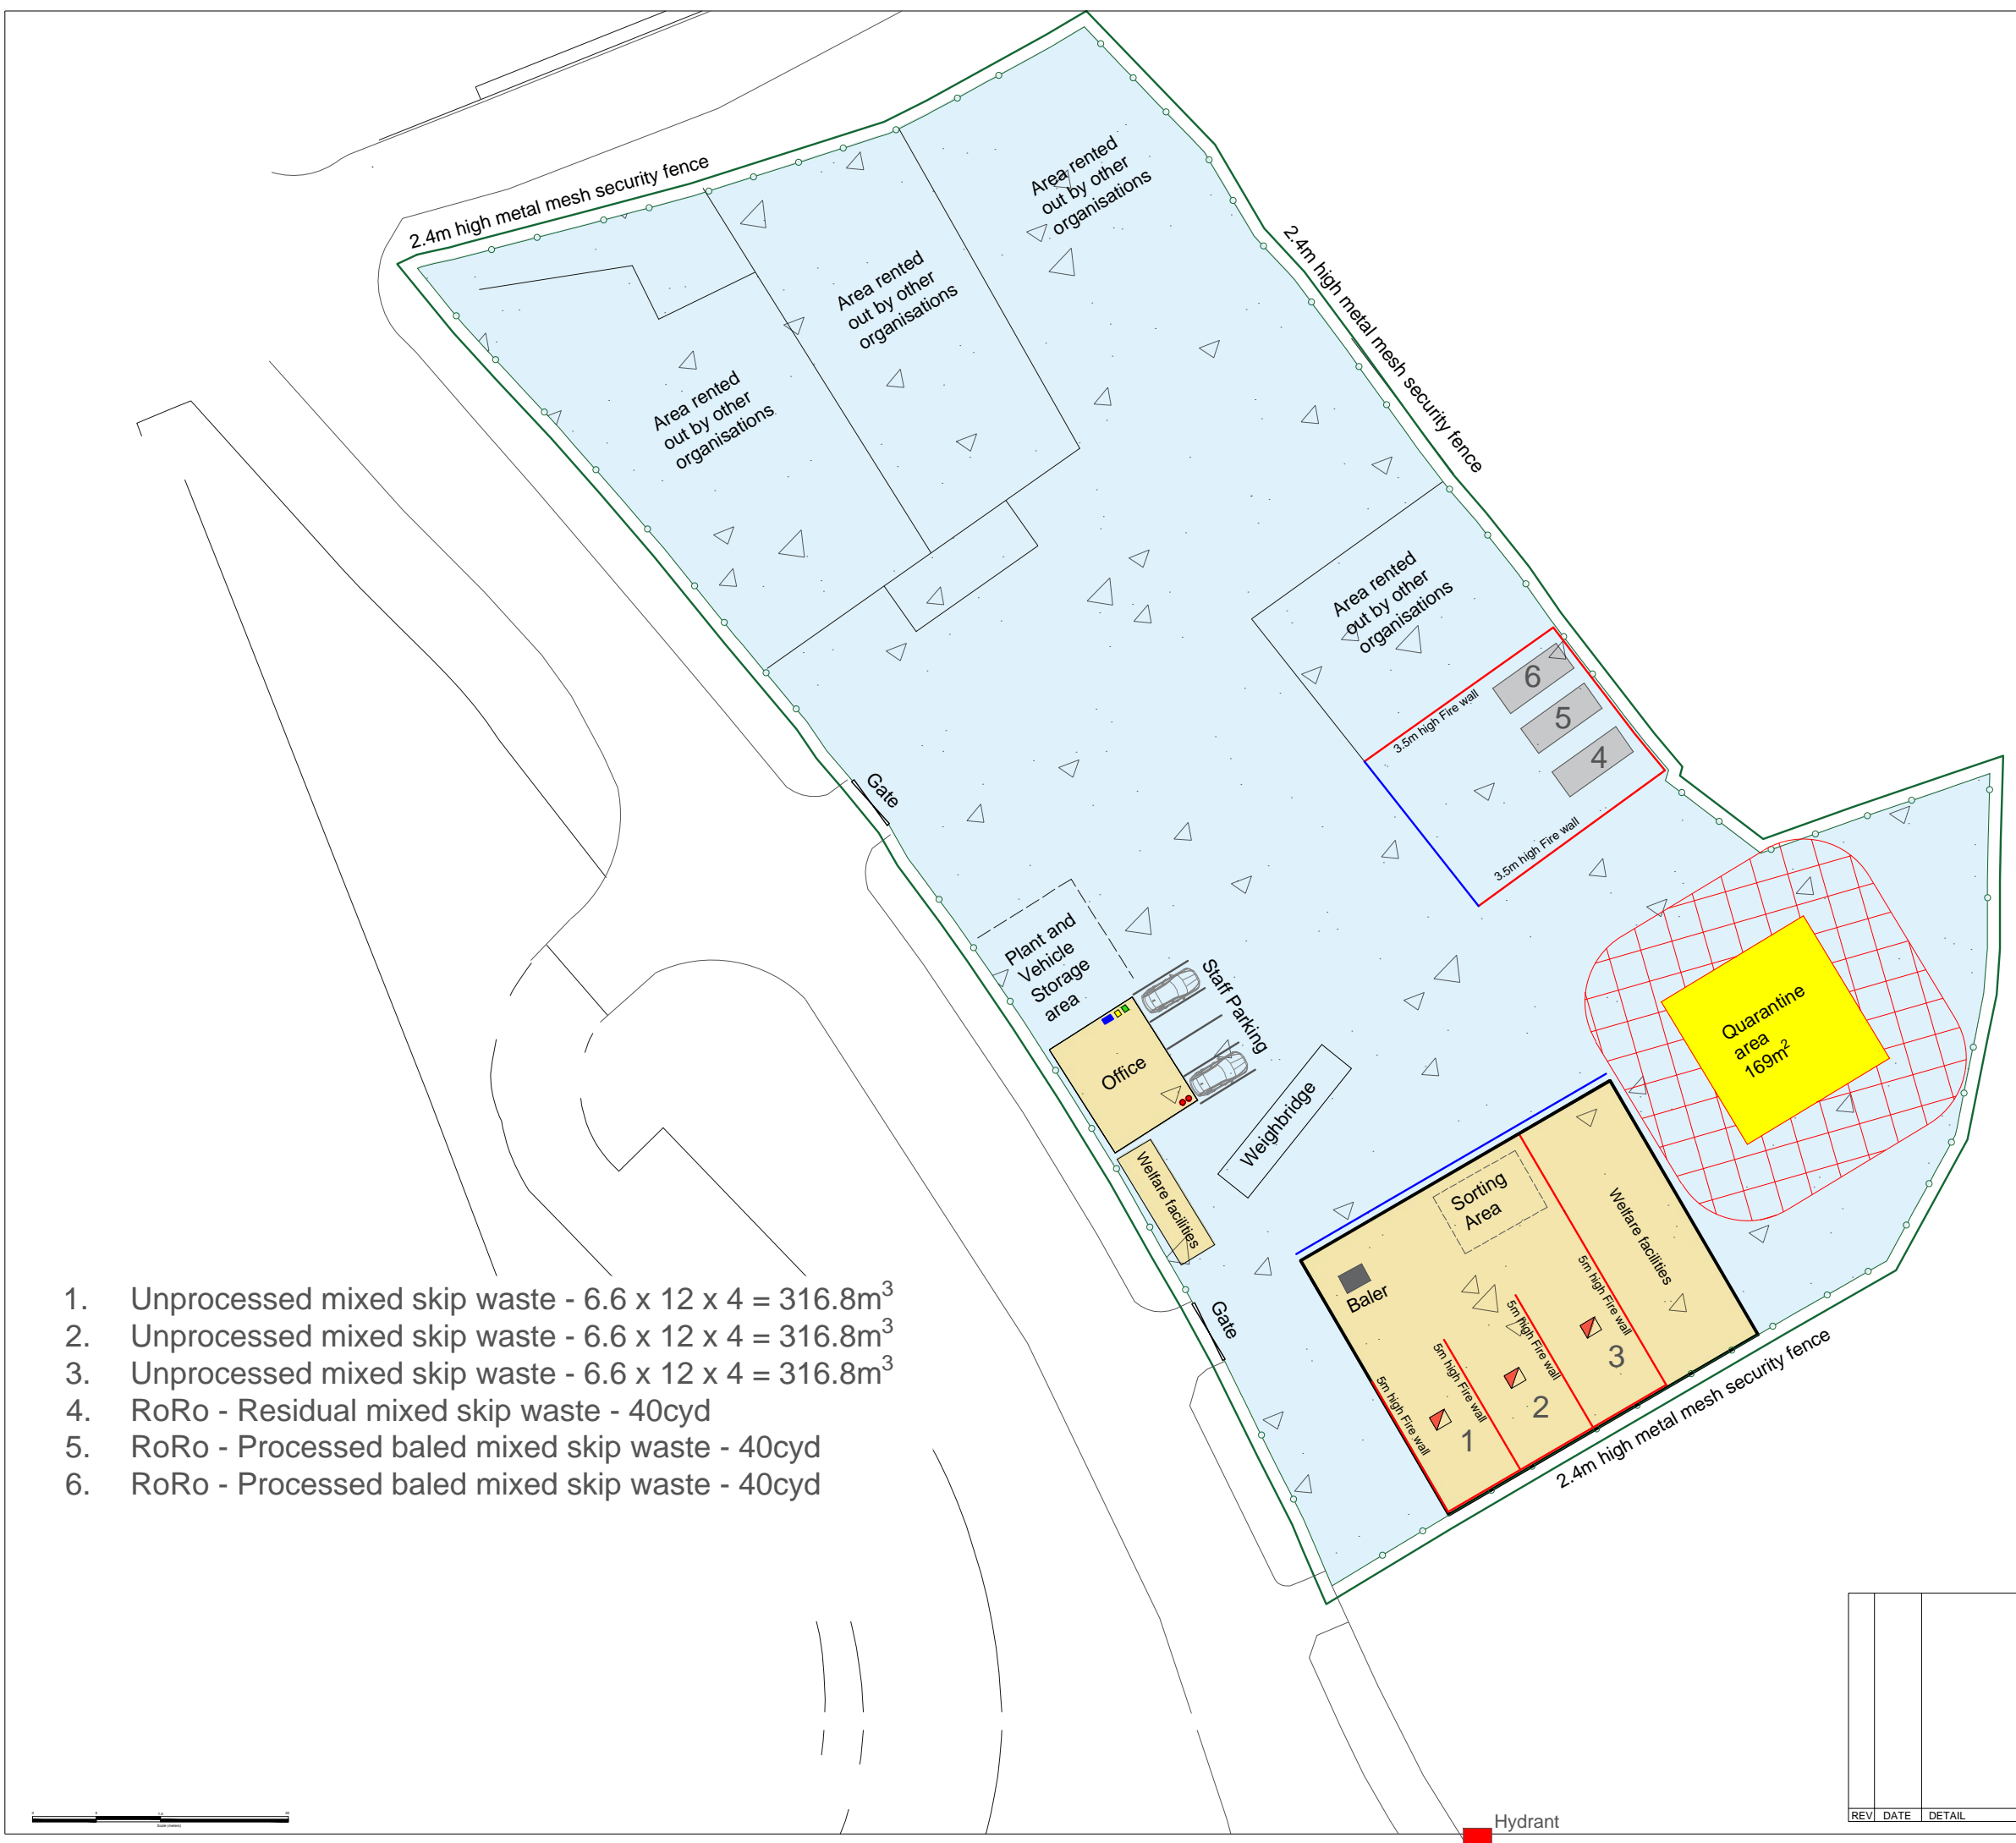 2.4m high metal mesh security fence
Area rented
out by other
organisations
Area rented
out by other
organisations
Area rented
out by other
organisations
2.4m high metal mesh security fence
Area rented
out by other
organisations
3.5m high Fire wall
6
5
4
3.5m high Fire wall
Gate
Plant and
Vehicle
Storage
area
Staff Parking
Office
Quarantine
area
169m²
Weighbridge
Welfare facilities
Sorting
Area
Welfare facilities
Baler
5m high Fire wall
5m high Fire wall
5m high Fire wall
5m high Fire wall
1
2
3
Gate
2.4m high metal mesh security fence
1. Unprocessed mixed skip waste - 6.6 x 12 x 4 = 316.8m³
2. Unprocessed mixed skip waste - 6.6 x 12 x 4 = 316.8m³
3. Unprocessed mixed skip waste - 6.6 x 12 x 4 = 316.8m³
4. RoRo - Residual mixed skip waste - 40cyd
5. RoRo - Processed baled mixed skip waste - 40cyd
6. RoRo - Processed baled mixed skip waste - 40cyd
REV DATE DETAIL
Hydrant